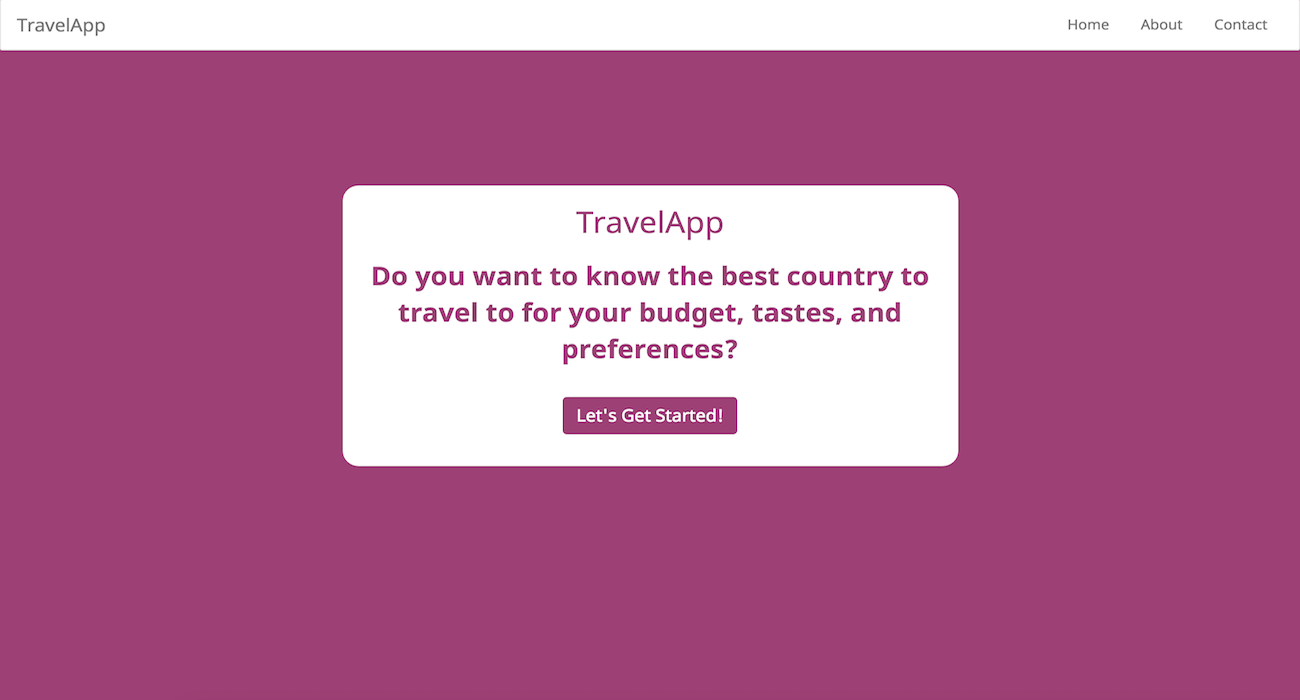 TravelApp
Home About Contact
TravelApp
Do you want to know the best country to
travel to for your budget, tastes, and
preferences?
Let's Get Started!